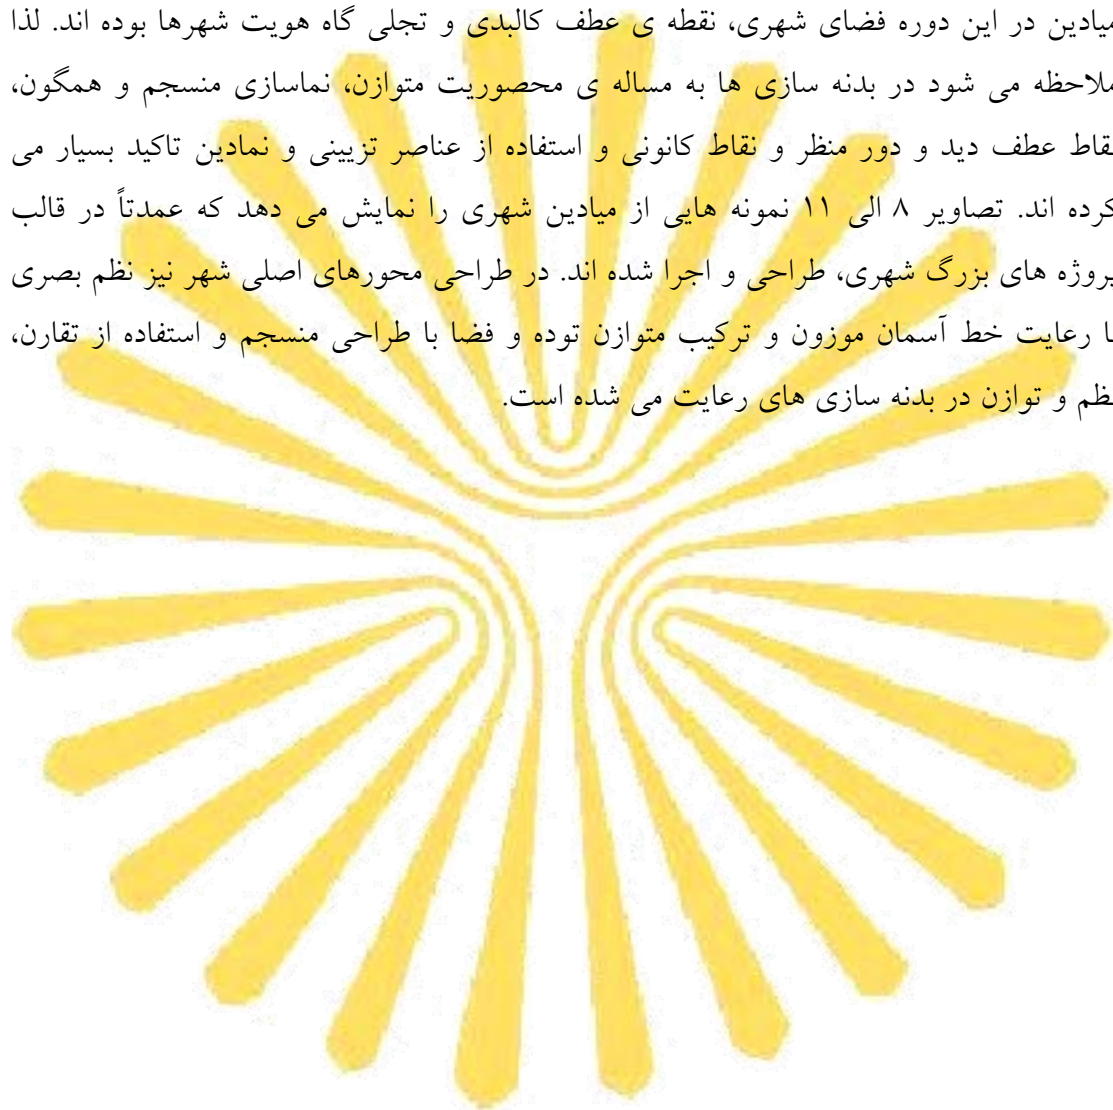 میادین در این دوره فضای شهری، نقطه ی عطف کالبدی و تجلی گاه هویت شهرها بوده اند. لذا
ملاحظه می شود در بدنه سازی ها به مساله ی محصوریت متوازن، نماسازی منسجم و همگون،
نقاط عطف دید و دور منظر و نقاط کانونی و استفاده از عناصر تزیینی و نمادین تاکید بسیار می
کرده اند. تصاویر ۸ الی ۱۱ نمونه هایی از میادین شهری را نمایش می دهد که عمدتاً در قالب
پروژه های بزرگ شهری، طراحی و اجرا شده اند. در طراحی محورهای اصلی شهر نیز نظم بصری
با رعایت خط آسمان موزون و ترکیب متوازن توده و فضا با طراحی منسجم و استفاده از تقارن،
نظم و توازن در بدنه سازی های رعایت می شده است.